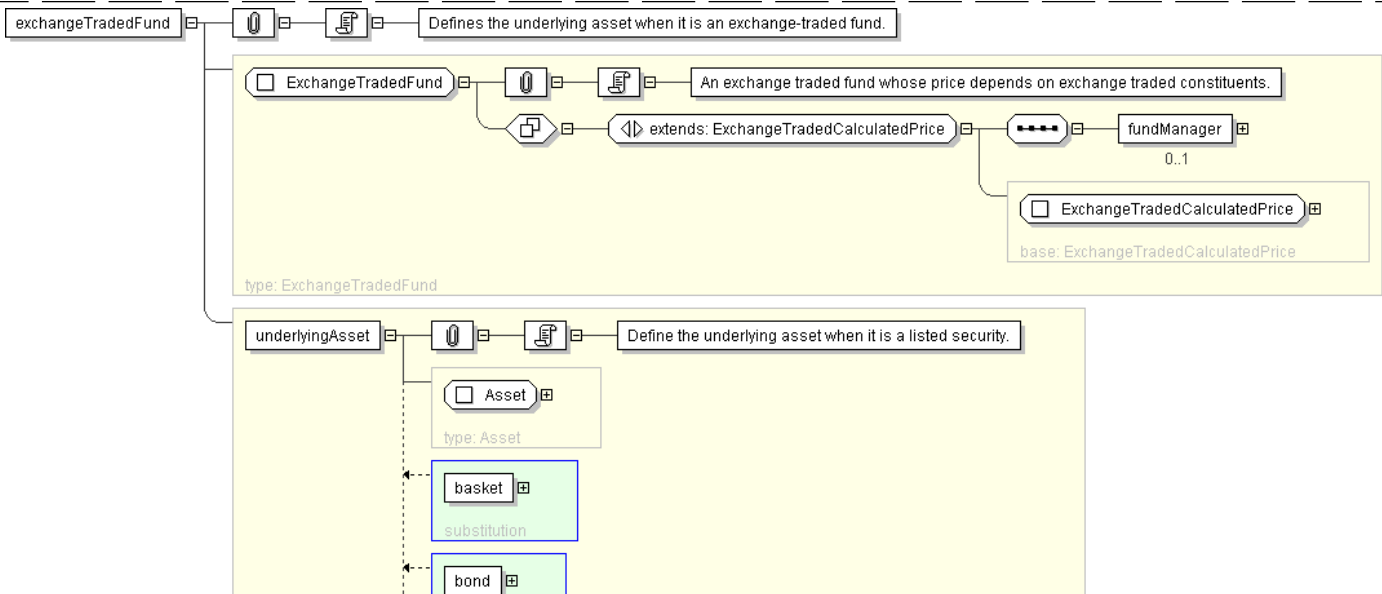 exchangeTradedFund Defines the underlying asset when it is an exchange-traded fund.
ExchangeTradedFund An exchange traded fund whose price depends on exchange traded constituents.
extends: ExchangeTradedCalculatedPrice fundManager
0..1
ExchangeTradedCalculatedPrice
base: ExchangeTradedCalculatedPrice
type: ExchangeTradedFund
underlyingAsset Define the underlying asset when it is a listed security.
Asset
type: Asset
basket
substitution
bond